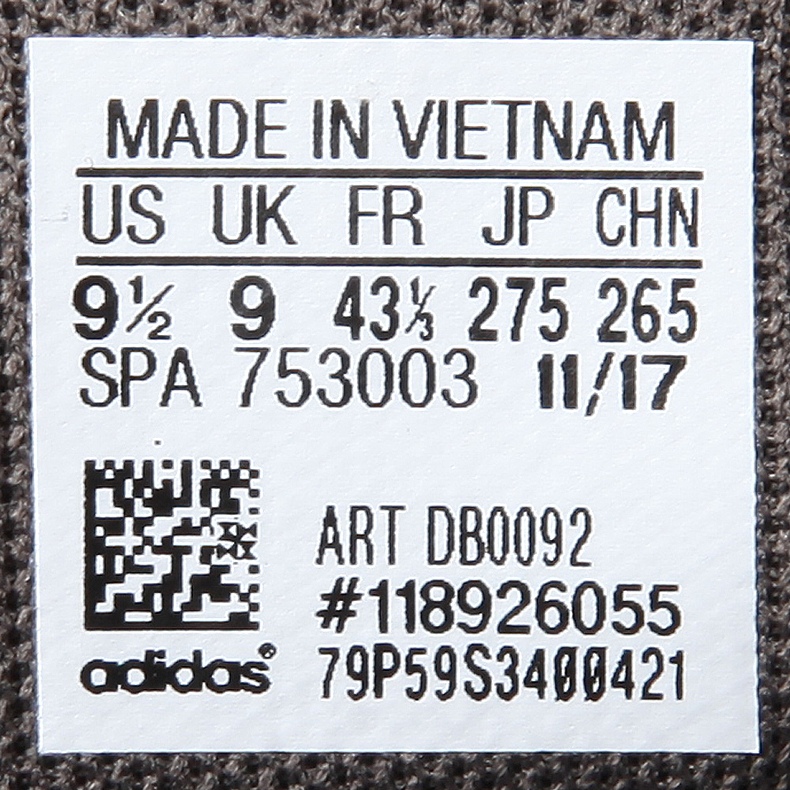 MADE IN VIETNAM
US UK FR JP CHN
9½ 9 43⅓ 275 265
SPA 753003 11/17
ART DB0092
#118926055
adidas® 79P59S3400421